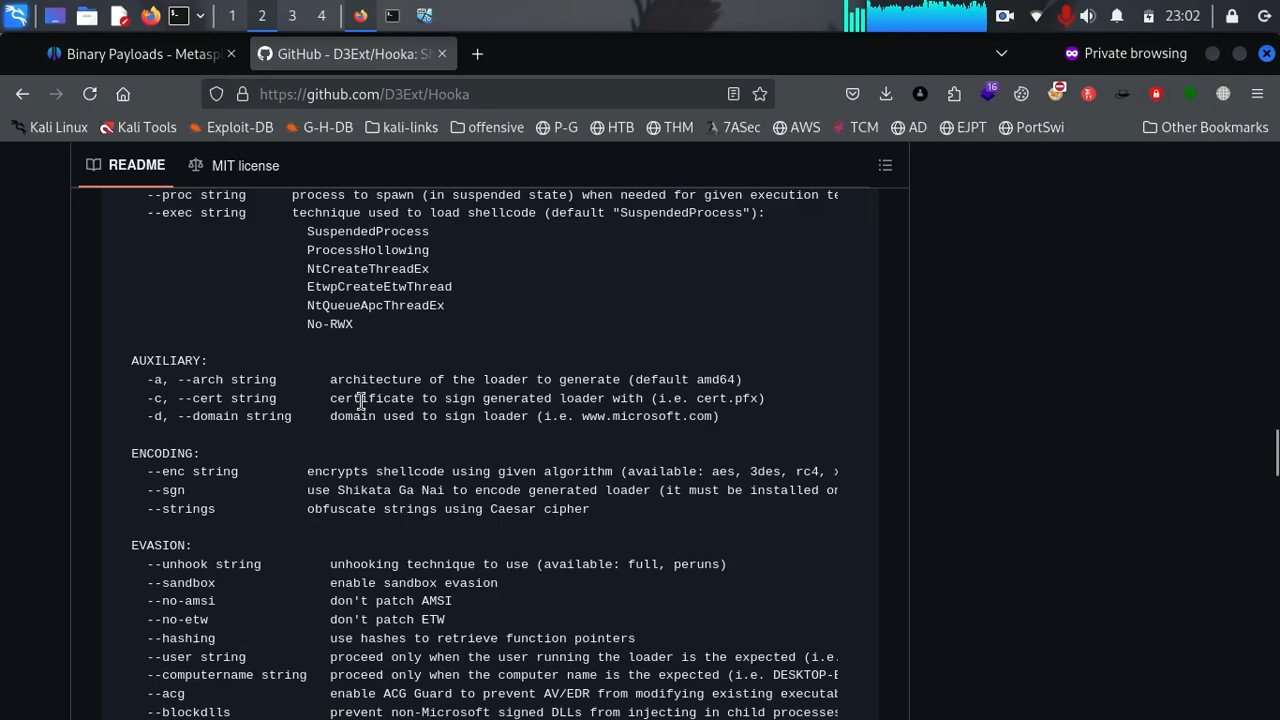 1 2 3 4 23:02
Binary Payloads - Metasp GitHub - D3Ext/Hooka: S Private browsing
https://github.com/D3Ext/Hooka 16
Kali Linux Kali Tools Exploit-DB G-H-DB kali-links offensive P-G HTB THM 7ASec AWS TCM AD EJPT PortSwi Other Bookmarks
README MIT license
--proc string process to spawn (in suspended state) when needed for given execution te
--exec string technique used to load shellcode (default "SuspendedProcess"):
SuspendedProcess
ProcessHollowing
NtCreateThreadEx
EtwpCreateEtwThread
NtQueueApcThreadEx
No-RWX
AUXILIARY:
-a, --arch string architecture of the loader to generate (default amd64)
-c, --cert string certificate to sign generated loader with (i.e. cert.pfx)
-d, --domain string domain used to sign loader (i.e. www.microsoft.com)
ENCODING:
--enc string encrypts shellcode using given algorithm (available: aes, 3des, rc4, x
--sgn use Shikata Ga Nai to encode generated loader (it must be installed on
--strings obfuscate strings using Caesar cipher
EVASION:
--unhook string unhooking technique to use (available: full, peruns)
--sandbox enable sandbox evasion
--no-amsi don't patch AMSI
--no-etw don't patch ETW
--hashing use hashes to retrieve function pointers
--user string proceed only when the user running the loader is the expected (i.e.
--computername string proceed only when the computer name is the expected (i.e. DESKTOP-E
--acg enable ACG Guard to prevent AV/EDR from modifying existing executab
--blockdlls prevent non-Microsoft signed DLLs from injecting in child processes